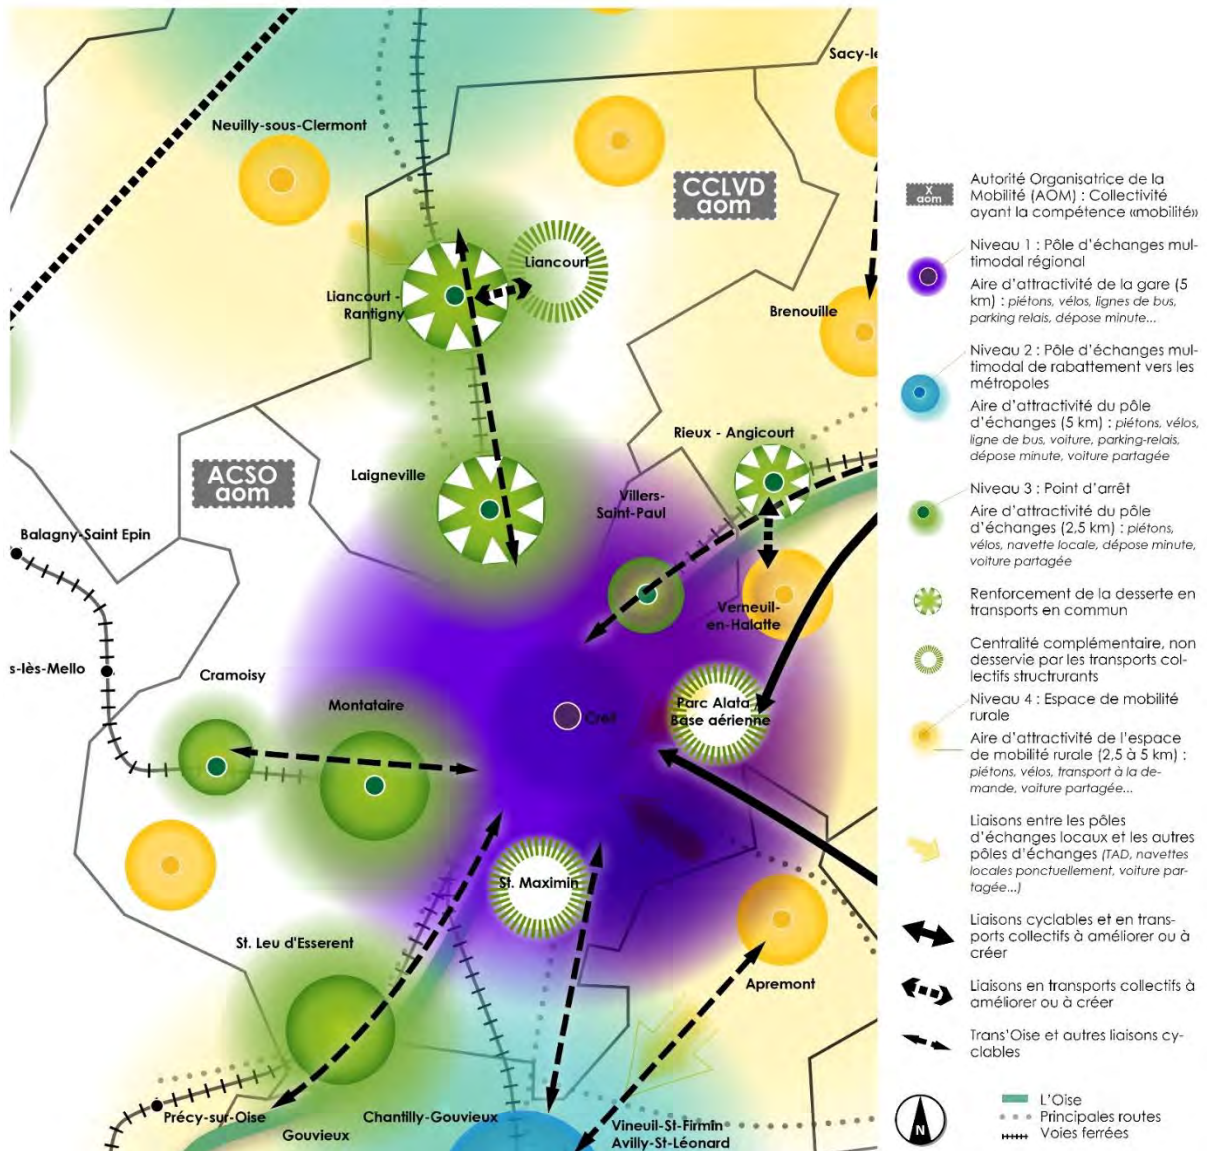 Sacy-le
Neuilly-sous-Clermont
CCLVD
aom
Liancourt
Liancourt -
Rantigny
Brenouille
Rieux - Angicourt
Laigneville
ACSO
aom
Villers-
Saint-Paul
Balagny-Saint Epin
Verneuil-
en-Halatte
s-lès-Mello
Cramoisy
Montataire
Parc Alata
Base aérienne
Creil
St. Maximin
St. Leu d'Esserent
Apremont
Précy-sur-Oise
Chantilly-Gouvieux
Gouvieux
Vineuil-St-Firmin
Avilly-St-Léonard
X
aom
Autorité Organisatrice de la
Mobilité (AOM) : Collectivité
ayant la compétence «mobilité»
Niveau 1 : Pôle d'échanges mul-
timodal régional
Aire d'attractivité de la gare (5
km) : piétons, vélos, lignes de bus,
parking relais, dépose minute...
Niveau 2 : Pôle d'échanges mul-
timodal de rabattement vers les
métropoles
Aire d'attractivité du pôle
d'échanges (5 km) : piétons, vélos,
ligne de bus, voiture, parking-relais,
dépose minute, voiture partagée
Niveau 3 : Point d'arrêt
Aire d'attractivité du pôle
d'échanges (2,5 km) : piétons,
vélos, navette locale, dépose minute,
voiture partagée
Renforcement de la desserte en
transports en commun
Centralité complémentaire, non
desservie par les transports col-
lectifs structrurants
Niveau 4 : Espace de mobilité
rurale
Aire d'attractivité de l'espace
de mobilité rurale (2,5 à 5 km) :
piétons, vélos, transport à la de-
mande, voiture partagée...
Liaisons entre les pôles
d'échanges locaux et les autres
pôles d'échanges (TAD, navettes
locales ponctuellement, voiture par-
tagée...)
Liaisons cyclables et en trans-
ports collectifs à améliorer ou à
créer
Liaisons en transports collectifs à
améliorer ou à créer
Trans'Oise et autres liaisons cy-
clables
N
L'Oise
Principales routes
Voies ferrées